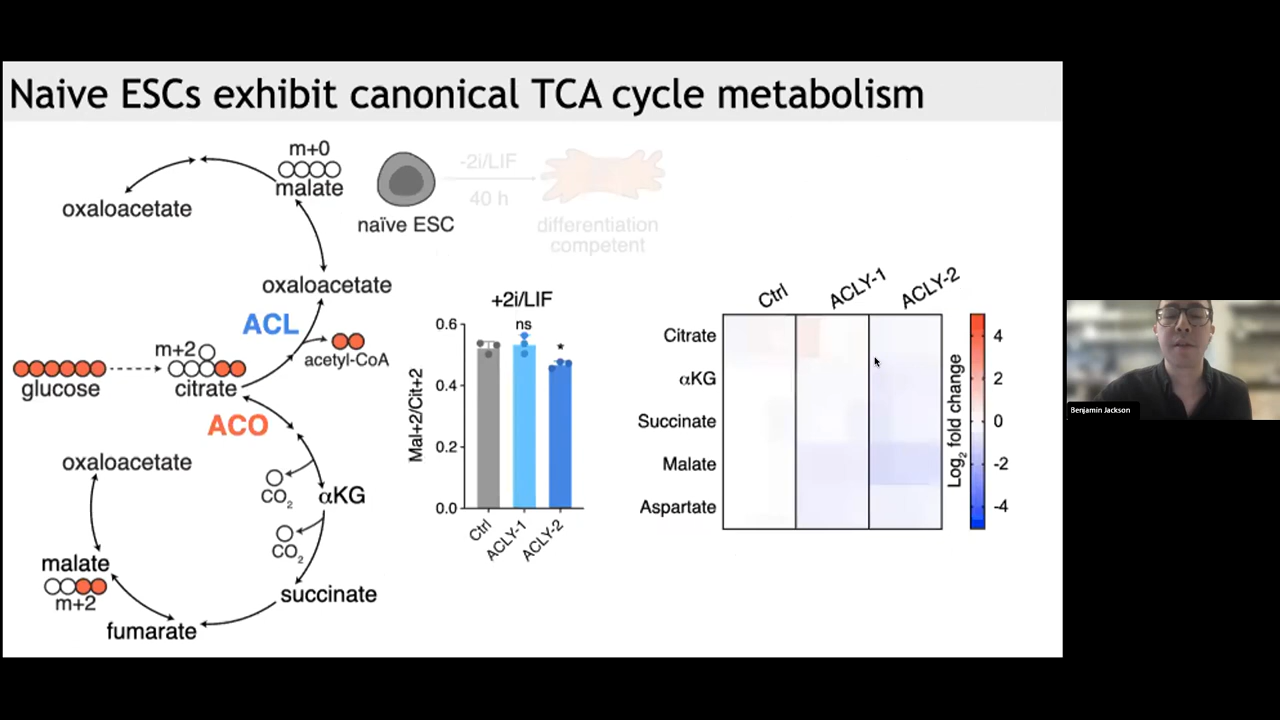 Naive ESCs exhibit canonical TCA cycle metabolism
m+0
malate
oxaloacetate
oxaloacetate
ACL
acetyl-CoA
m+2
glucose
citrate
ACO
oxaloacetate
CO2
αKG
CO2
malate
m+2
succinate
fumarate
naïve ESC
-2i/LIF
40 h
differentiation
competent
+2i/LIF
ns
*
Mal+2/Cit+2
0.6
0.4
0.2
0.0
Ctrl
ACLY-1
ACLY-2
Ctrl
ACLY-1
ACLY-2
Citrate
αKG
Succinate
Malate
Aspartate
Log2 fold change
4
2
0
-2
-4
Benjamin Jackson